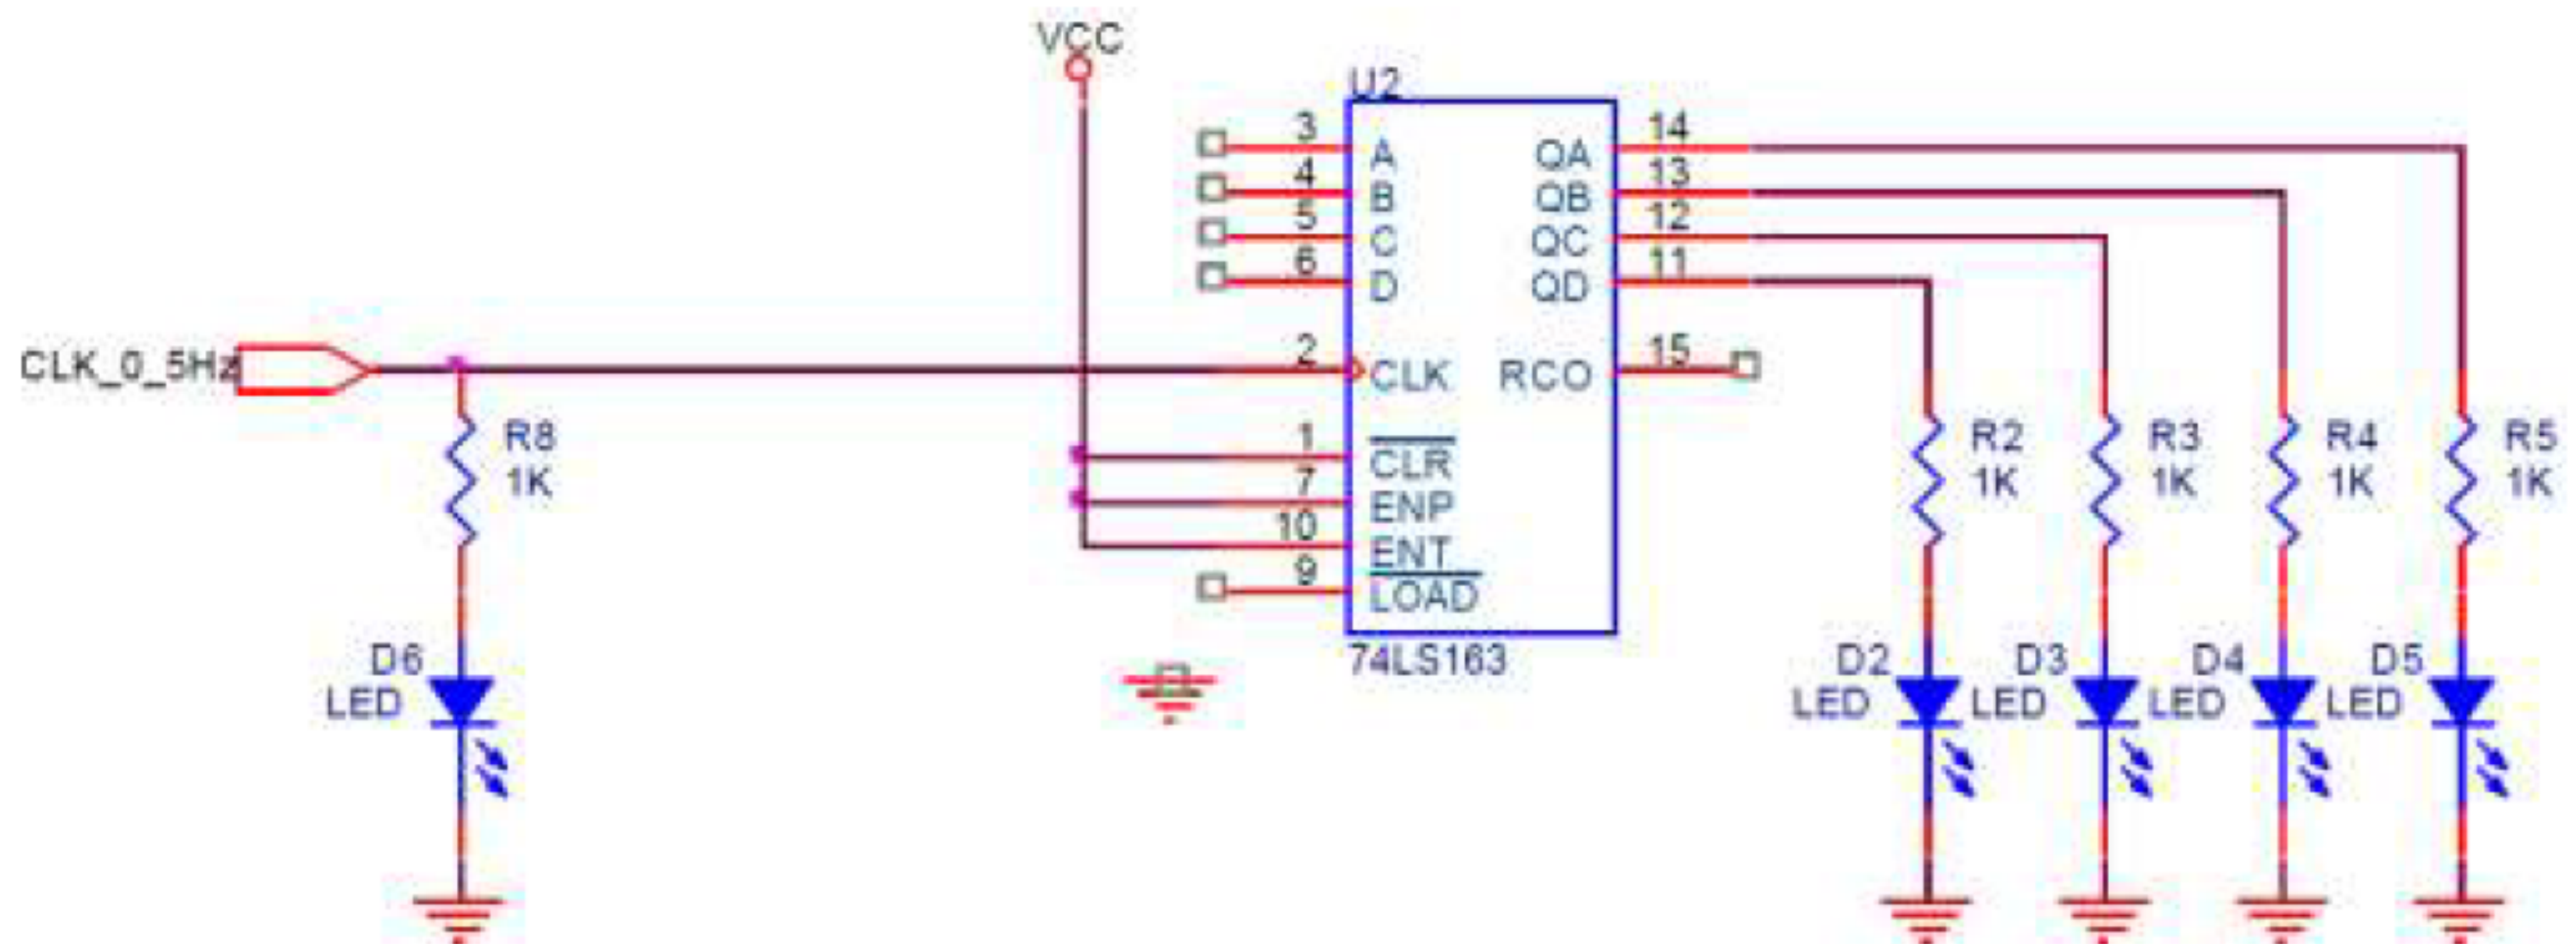 VCC
U2
3
A
QA
14
4
B
QB
13
5
C
QC
12
6
D
QD
11
CLK_0_5Hz
2
CLK
RCO
15
1
CLR
7
ENP
10
ENT
9
LOAD
74LS163
R8
1K
R2
1K
R3
1K
R4
1K
R5
1K
D6
LED
D2
LED
D3
LED
D4
LED
D5
LED